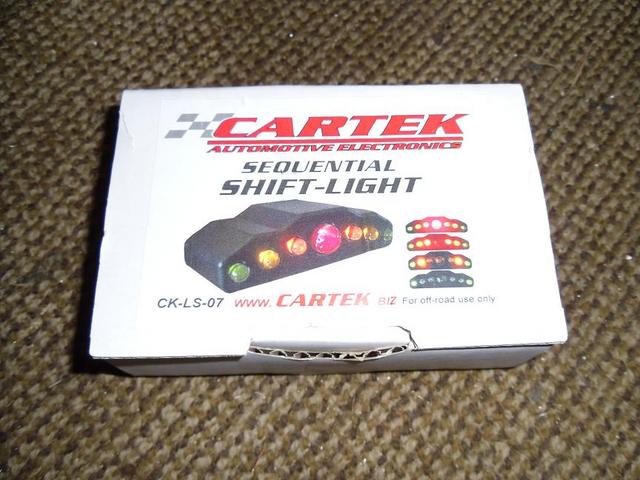 CARTEK
AUTOMOTIVE ELECTRONICS
SEQUENTIAL
SHIFT-LIGHT
CK-LS-07 www.CARTEK BIZ For off-road use only